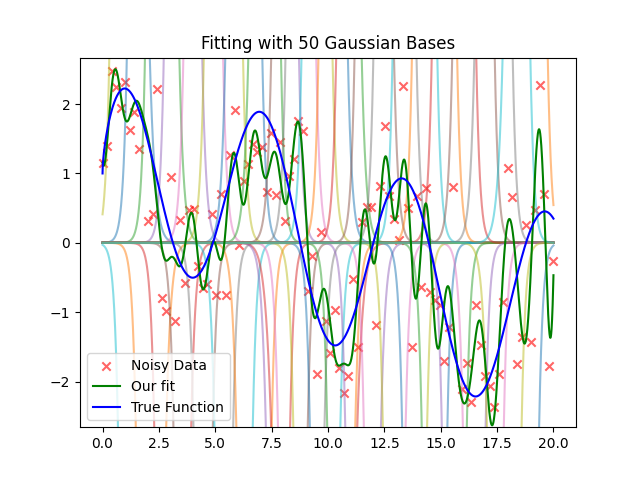 Fitting with 50 Gaussian Bases
2
1
0
−1
−2
Noisy Data
Our fit
True Function
0.0 2.5 5.0 7.5 10.0 12.5 15.0 17.5 20.0